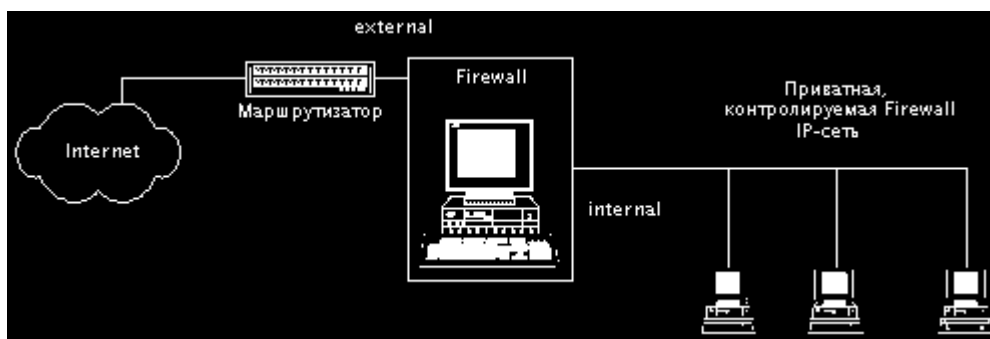 external
Firewall
Маршрутизатор
Internet
Приватная,
контролируемая Firewall
IP-сеть
internal